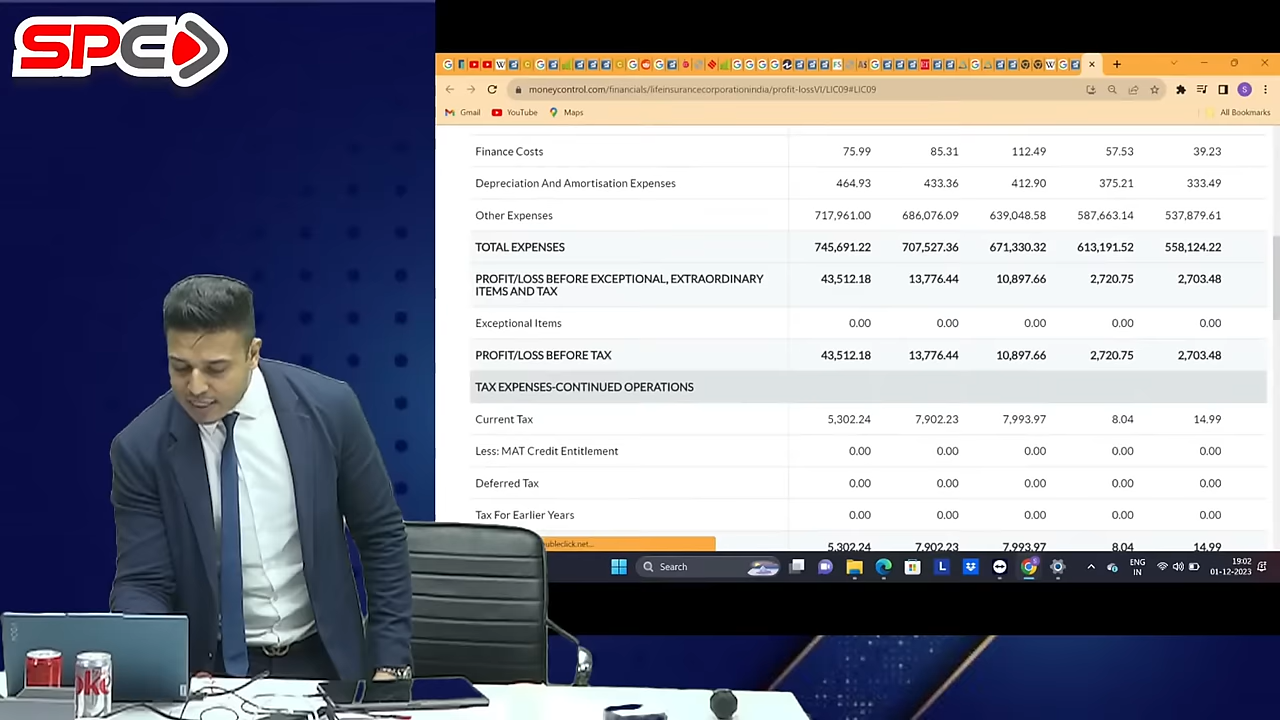 SPC
moneycontrol.com/financials/lifeinsurancecorporationindia/profit-lossVI/LIC09#LIC09
S
Gmail YouTube Maps All Bookmarks
Finance Costs 75.99 85.31 112.49 57.53 39.23
Depreciation And Amortisation Expenses 464.93 433.36 412.90 375.21 333.49
Other Expenses 717,961.00 686,076.09 639,048.58 587,663.14 537,879.61
TOTAL EXPENSES 745,691.22 707,527.36 671,330.32 613,191.52 558,124.22
PROFIT/LOSS BEFORE EXCEPTIONAL, EXTRAORDINARY 43,512.18 13,776.44 10,897.66 2,720.75 2,703.48
ITEMS AND TAX
Exceptional Items 0.00 0.00 0.00 0.00 0.00
PROFIT/LOSS BEFORE TAX 43,512.18 13,776.44 10,897.66 2,720.75 2,703.48
TAX EXPENSES-CONTINUED OPERATIONS
Current Tax 5,302.24 7,902.23 7,993.97 8.04 14.99
Less: MAT Credit Entitlement 0.00 0.00 0.00 0.00 0.00
Deferred Tax 0.00 0.00 0.00 0.00 0.00
Tax For Earlier Years 0.00 0.00 0.00 0.00 0.00
ubleclick.net... 5,302.24 7,902.23 7,993.97 8.04 14.99
Search
ENG
IN
19:02
01-12-2023